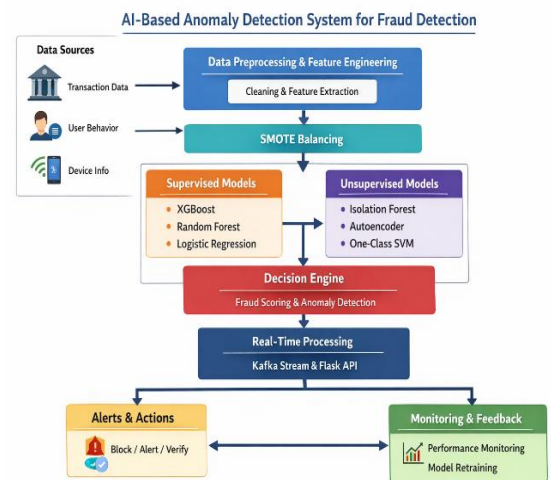 AI-Based Anomaly Detection System for Fraud Detection
Data Sources
Transaction Data
User Behavior
Device Info
Data Preprocessing & Feature Engineering
Cleaning & Feature Extraction
SMOTE Balancing
Supervised Models
• XGBoost
• Random Forest
• Logistic Regression
Unsupervised Models
• Isolation Forest
• Autoencoder
• One-Class SVM
Decision Engine
Fraud Scoring & Anomaly Detection
Real-Time Processing
Kafka Stream & Flask API
Alerts & Actions
Block / Alert / Verify
Monitoring & Feedback
Performance Monitoring
Model Retraining